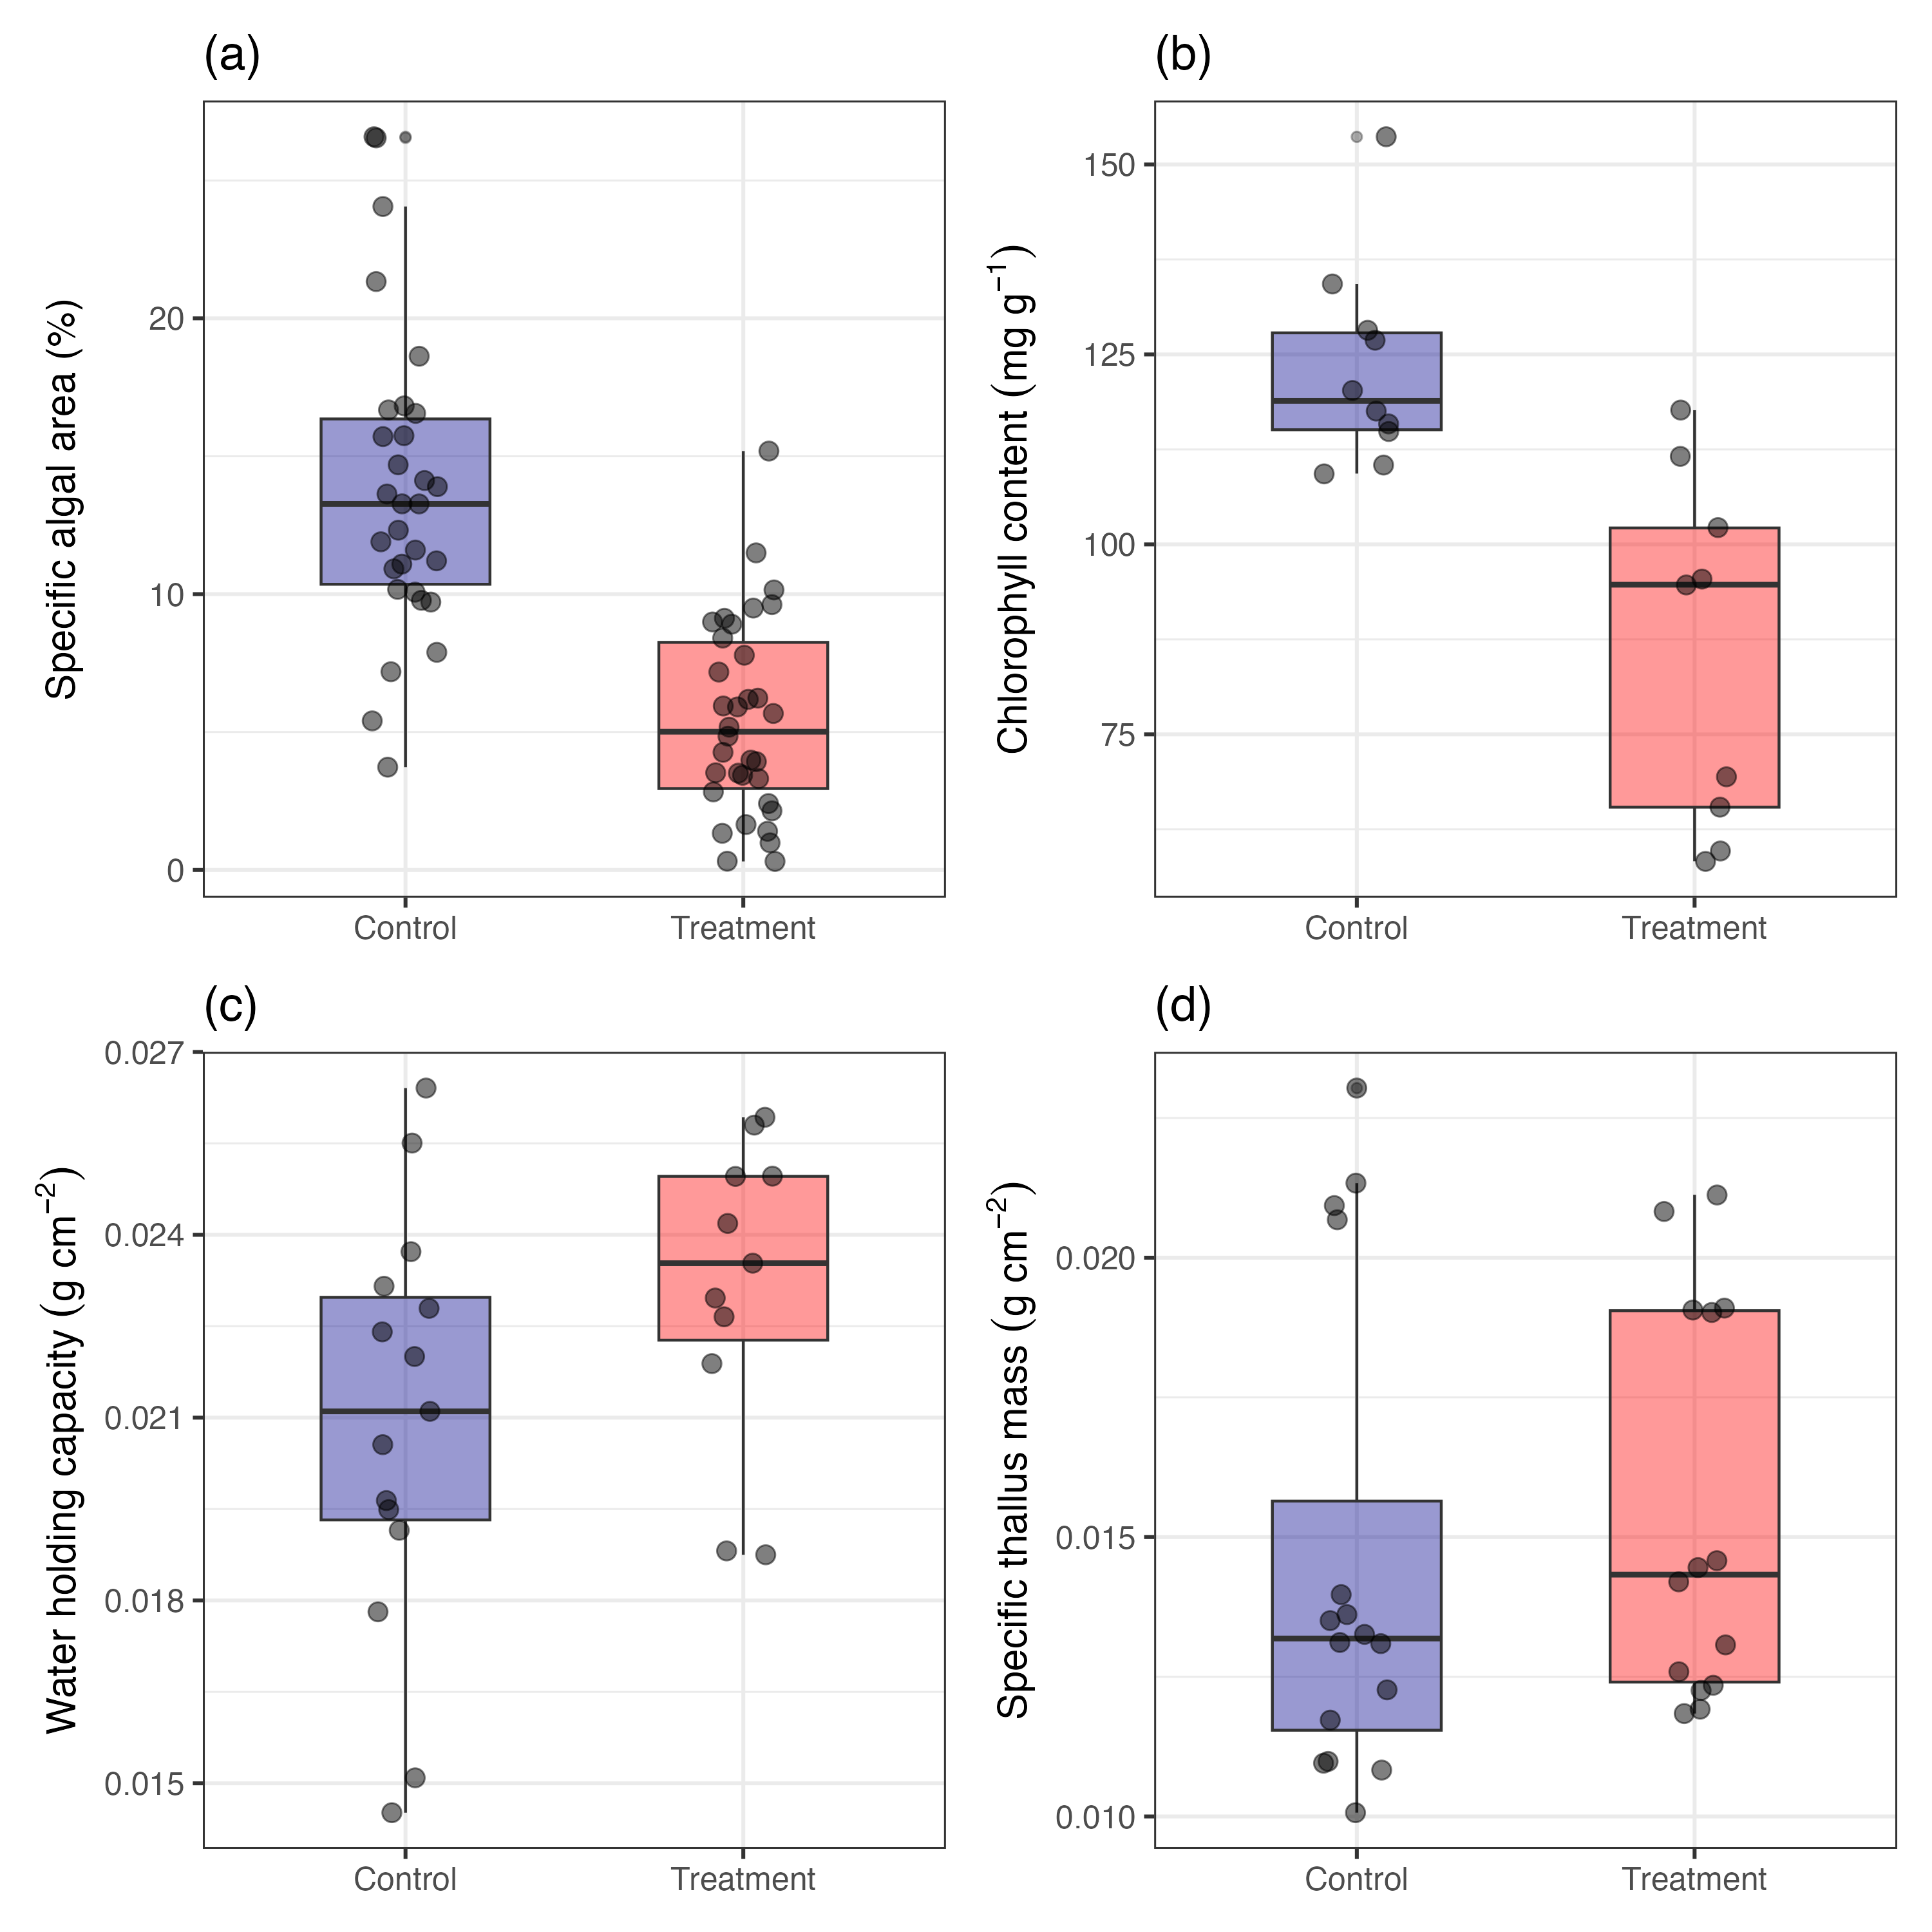 (a)
Specific algal area (%)
20
10
0
Control Treatment
(b)
Chlorophyll content (mg g⁻¹)
150
125
100
75
Control Treatment
(c)
Water holding capacity (g cm⁻²)
0.027
0.024
0.021
0.018
0.015
Control Treatment
(d)
Specific thallus mass (g cm⁻²)
0.020
0.015
0.010
Control Treatment